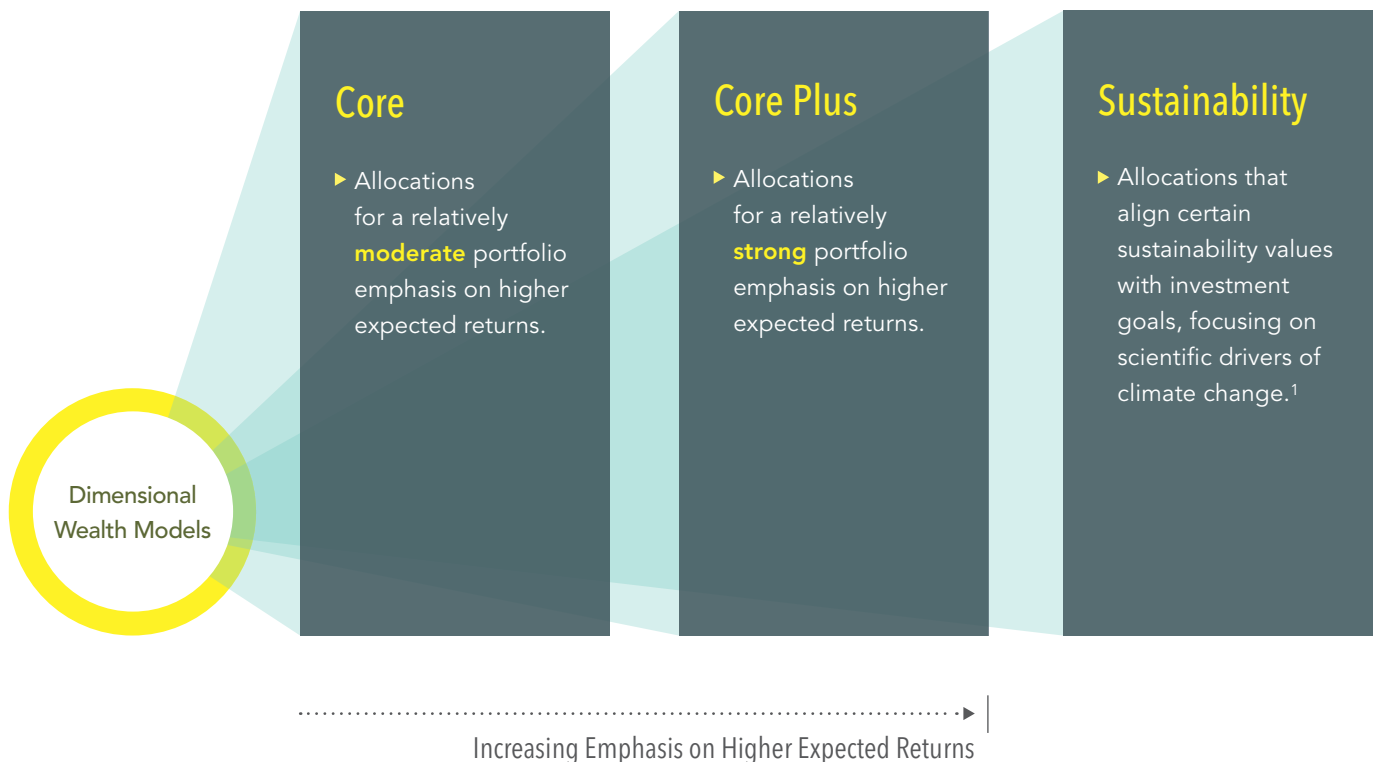 Core
▶ Allocations
for a relatively
moderate portfolio
emphasis on higher
expected returns.
Core Plus
▶ Allocations
for a relatively
strong portfolio
emphasis on higher
expected returns.
Sustainability
▶ Allocations that
align certain
sustainability values
with investment
goals, focusing on
scientific drivers of
climate change.¹
Dimensional
Wealth Models
Increasing Emphasis on Higher Expected Returns